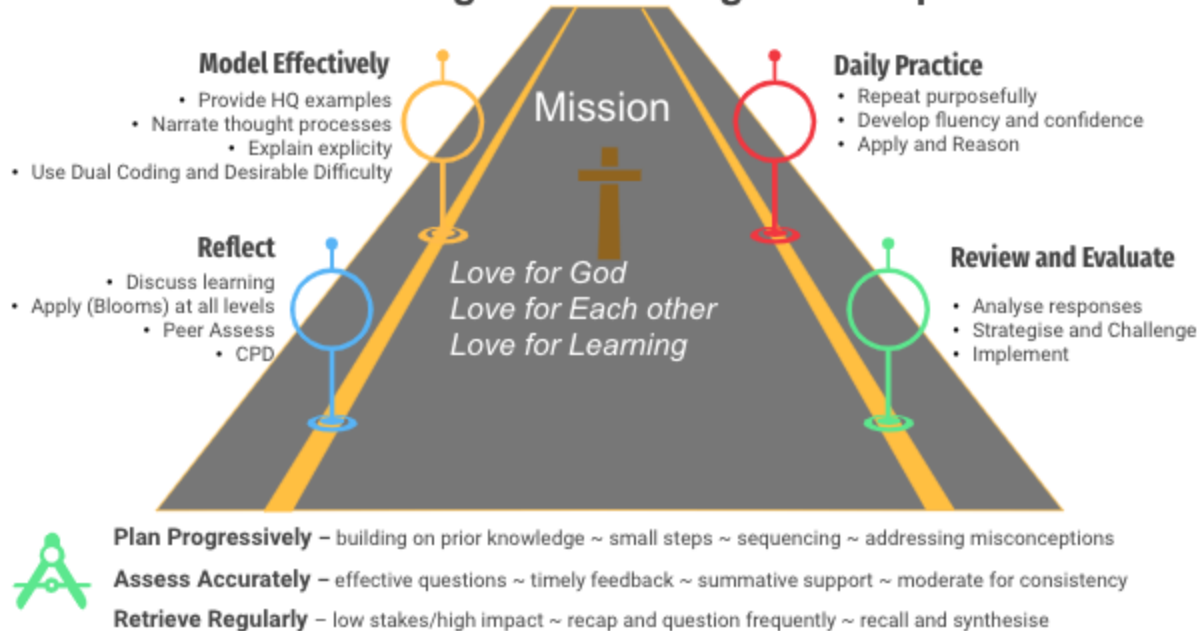 Model Effectively
• Provide HQ examples
• Narrate thought processes
• Explain explicity
• Use Dual Coding and Desirable Difficulty
Reflect
• Discuss learning
• Apply (Blooms) at all levels
• Peer Assess
• CPD
Mission
Love for God
Love for Each other
Love for Learning
Daily Practice
• Repeat purposefully
• Develop fluency and confidence
• Apply and Reason
Review and Evaluate
• Analyse responses
• Strategise and Challenge
• Implement
Plan Progressively – building on prior knowledge ~ small steps ~ sequencing ~ addressing misconceptions
Assess Accurately – effective questions ~ timely feedback ~ summative support ~ moderate for consistency
Retrieve Regularly – low stakes/high impact ~ recap and question frequently ~ recall and synthesise